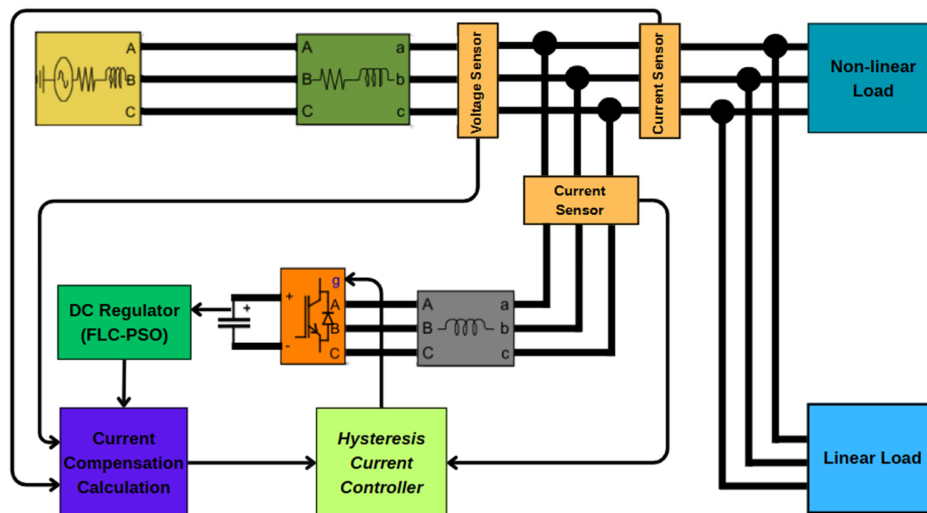 A
B
C
A
B
C
a
b
c
Voltage Sensor
Current Sensor
Non-linear
Load
Current
Sensor
DC Regulator
(FLC-PSO)
+
+
-
g
A
B
C
A
B
C
a
b
c
Current
Compensation
Calculation
Hysteresis
Current
Controller
Linear Load